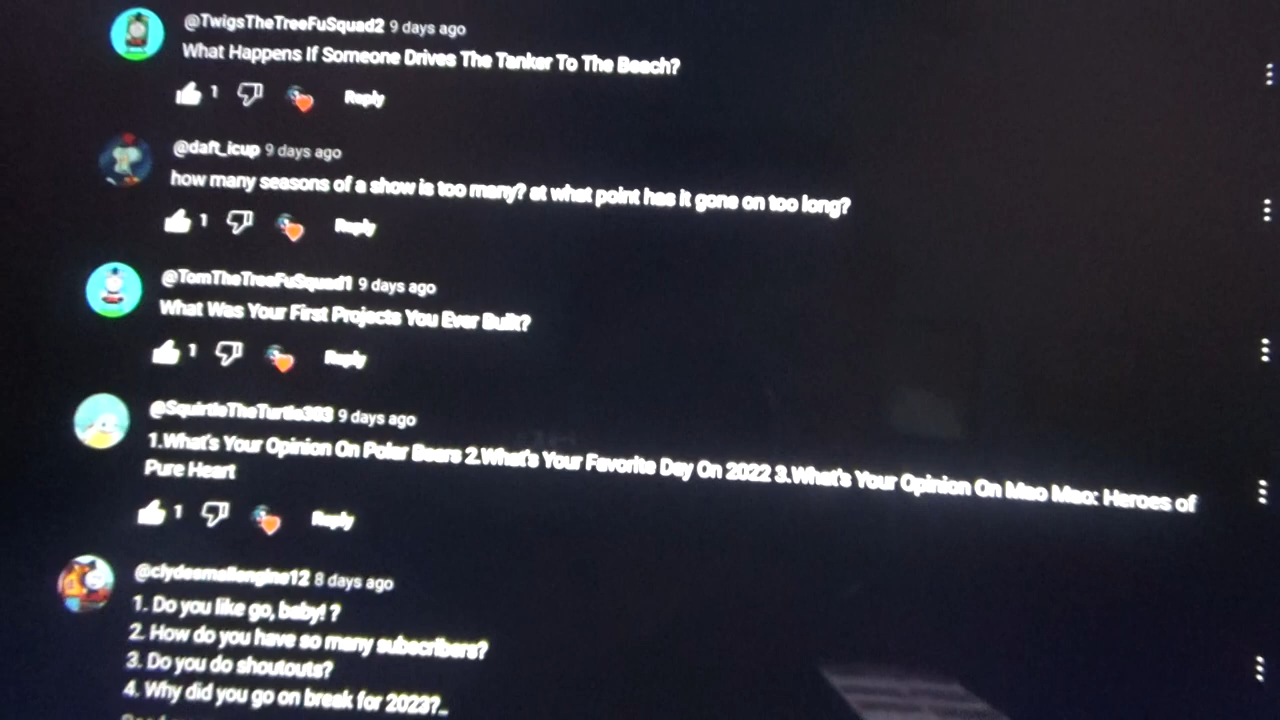 @TwigsTheTreeFuSquad2 9 days ago
What Happens If Someone Drives The Tanker To The Beach?
1 Reply
@daft_icup 9 days ago
how many seasons of a show is too many? at what point has it gone on too long?
1 Reply
@TomTheTreeFuSquad1 9 days ago
What Was Your First Projects You Ever Built?
1 Reply
@SquirtleTheTurtle383 9 days ago
1.What's Your Opinion On Polar Bears 2.What's Your Favorite Day On 2022 3.What's Your Opinion On Mao Mao: Heroes of
Pure Heart
1 Reply
@clydesmallengine12 8 days ago
1. Do you like go, baby! ?
2. How do you have so many subscribers?
3. Do you do shoutouts?
4. Why did you go on break for 2023?..